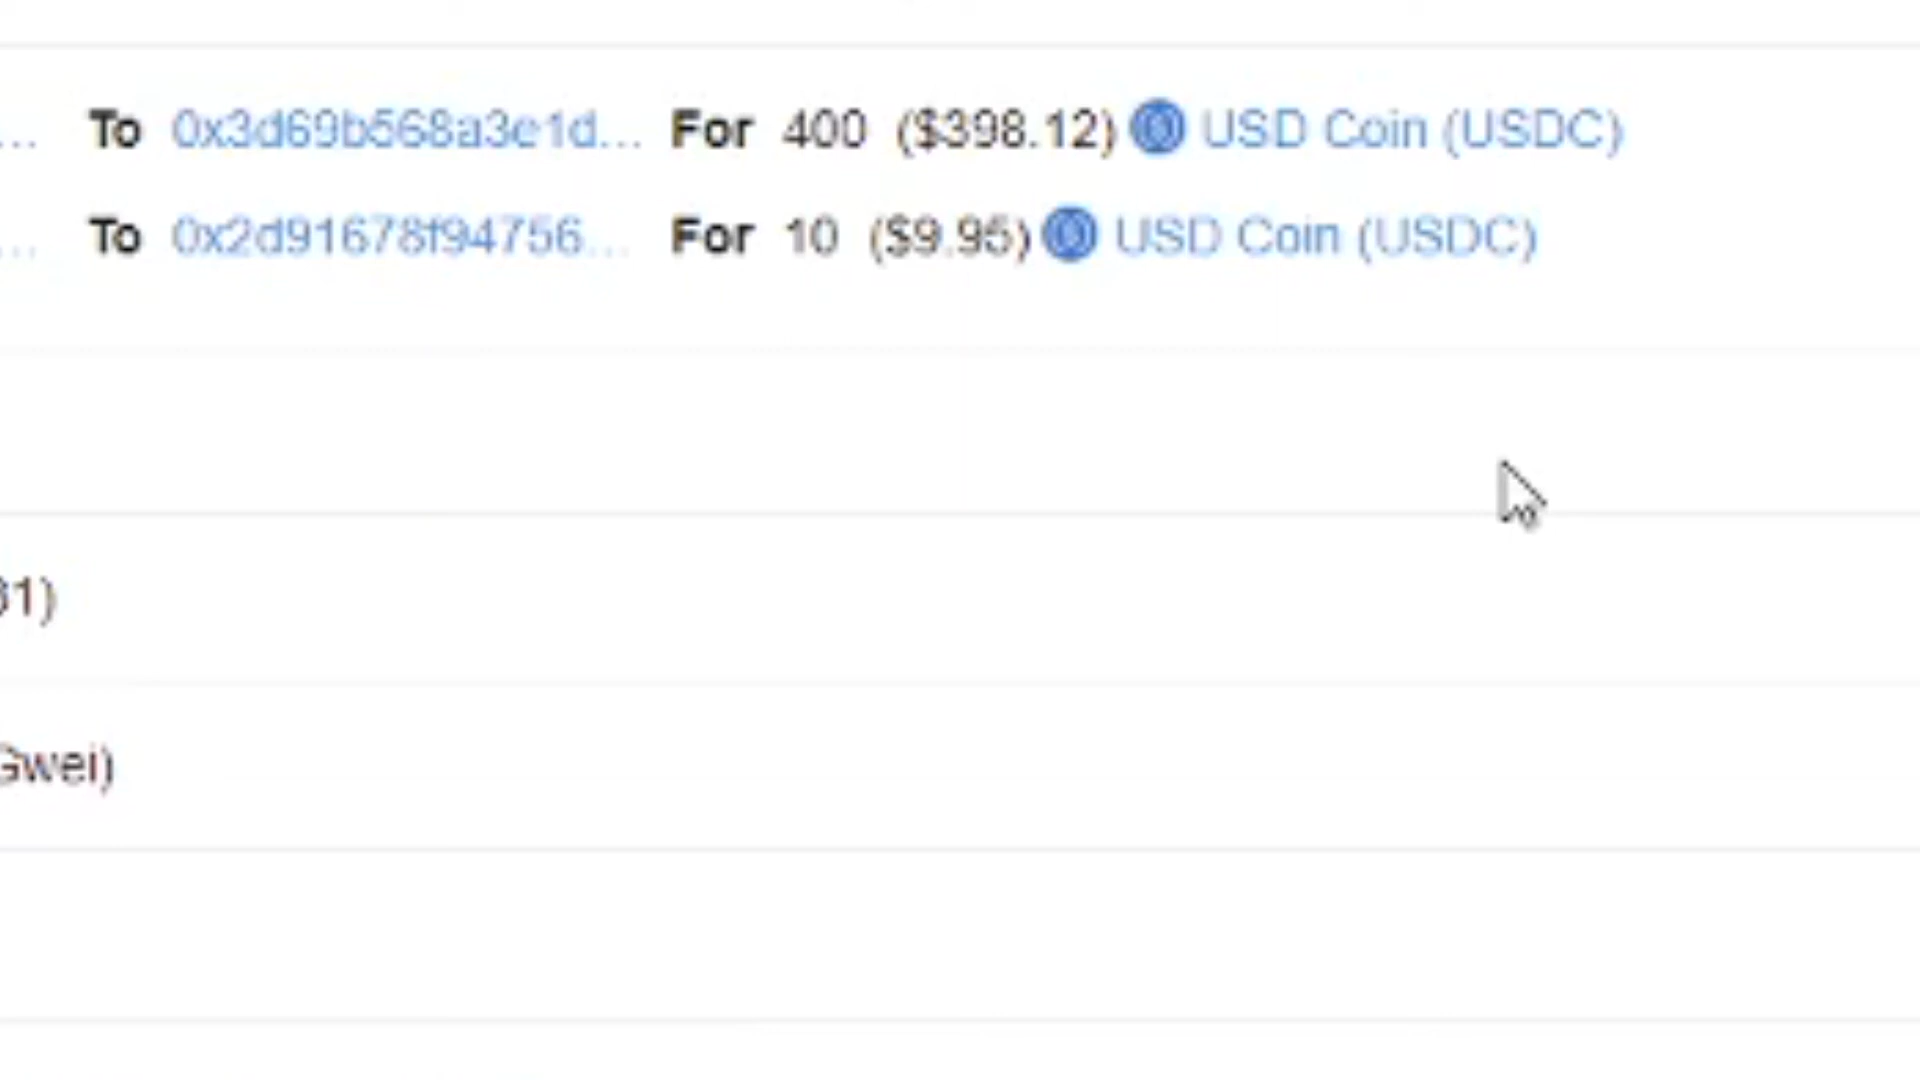 ... To 0x3d69b568a3e1d... For 400 ($398.12) USD Coin (USDC)
... To 0x2d91678f94756... For 10 ($9.95) USD Coin (USDC)
31)
Gwei)